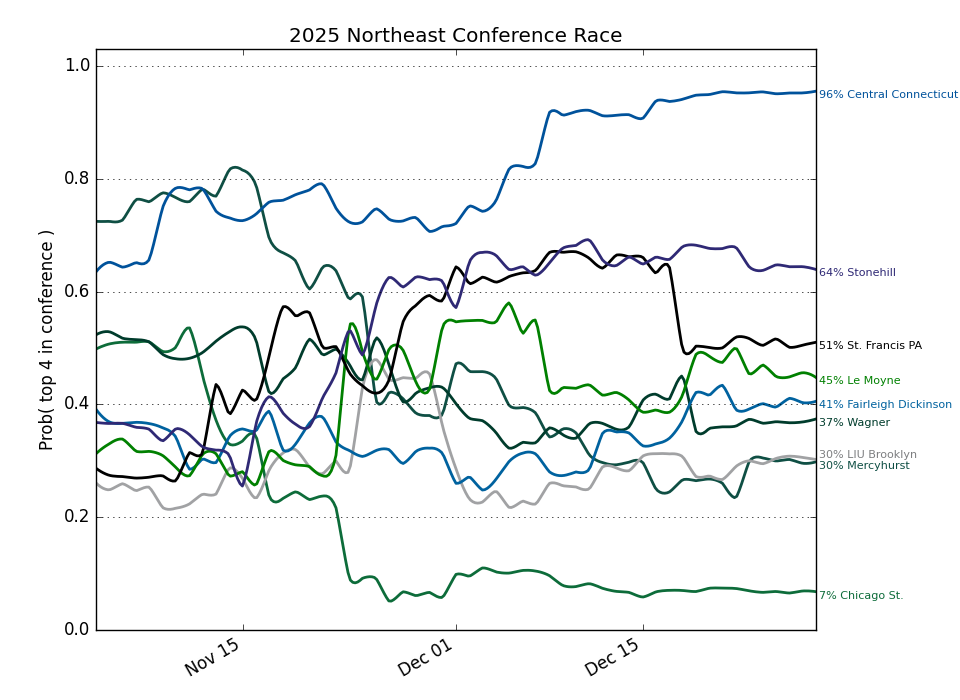 2025 Northeast Conference Race
Prob( top 4 in conference )
1.0
0.8
0.6
0.4
0.2
0.0
Nov 15
Dec 01
Dec 15
96% Central Connecticut
64% Stonehill
51% St. Francis PA
45% Le Moyne
41% Fairleigh Dickinson
37% Wagner
30% LIU Brooklyn
30% Mercyhurst
7% Chicago St.